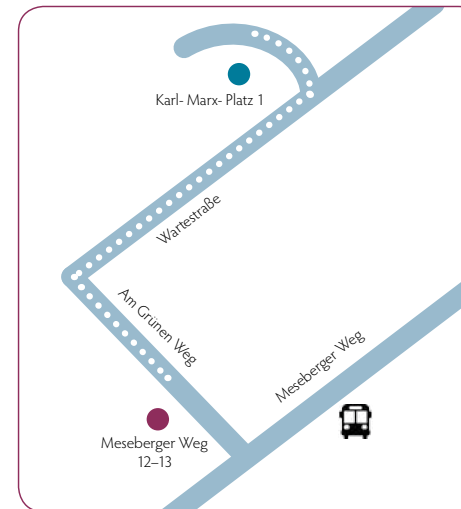 Karl- Marx- Platz 1
Wartestraße
Am Grünen Weg
Meseberger Weg
Meseberger Weg
12–13